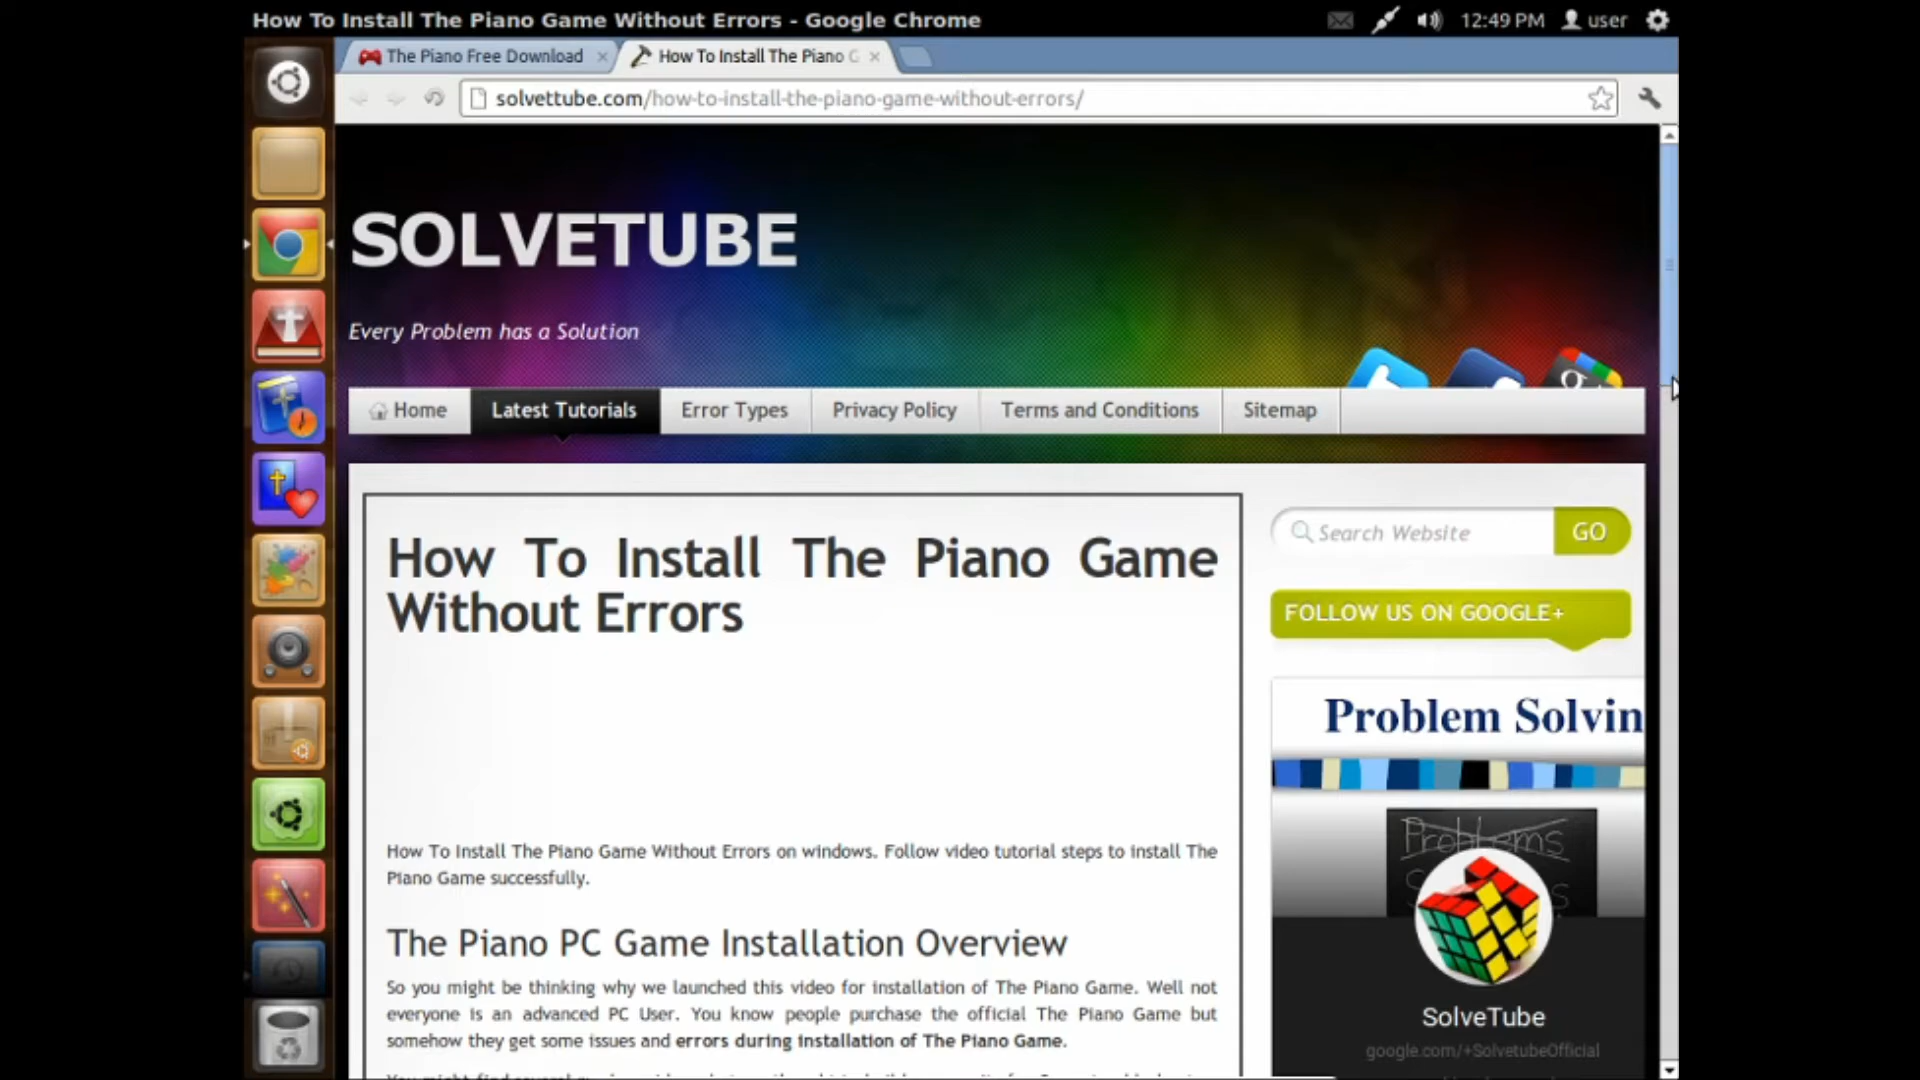 How To Install The Piano Game Without Errors - Google Chrome
12:49 PM
user
The Piano Free Download
How To Install The Piano G
solvettube.com/how-to-install-the-piano-game-without-errors/
SOLVETUBE
Every Problem has a Solution
Home
Latest Tutorials
Error Types
Privacy Policy
Terms and Conditions
Sitemap
How To Install The Piano Game
Without Errors
Search Website
GO
FOLLOW US ON GOOGLE+
Problem Solvin
Problems
How To Install The Piano Game Without Errors on windows. Follow video tutorial steps to install The
Piano Game successfully.
The Piano PC Game Installation Overview
So you might be thinking why we launched this video for installation of The Piano Game. Well not
everyone is an advanced PC User. You know people purchase the official The Piano Game but
somehow they get some issues and errors during installation of The Piano Game.
SolveTube
google.com/+SolvetubeOfficial